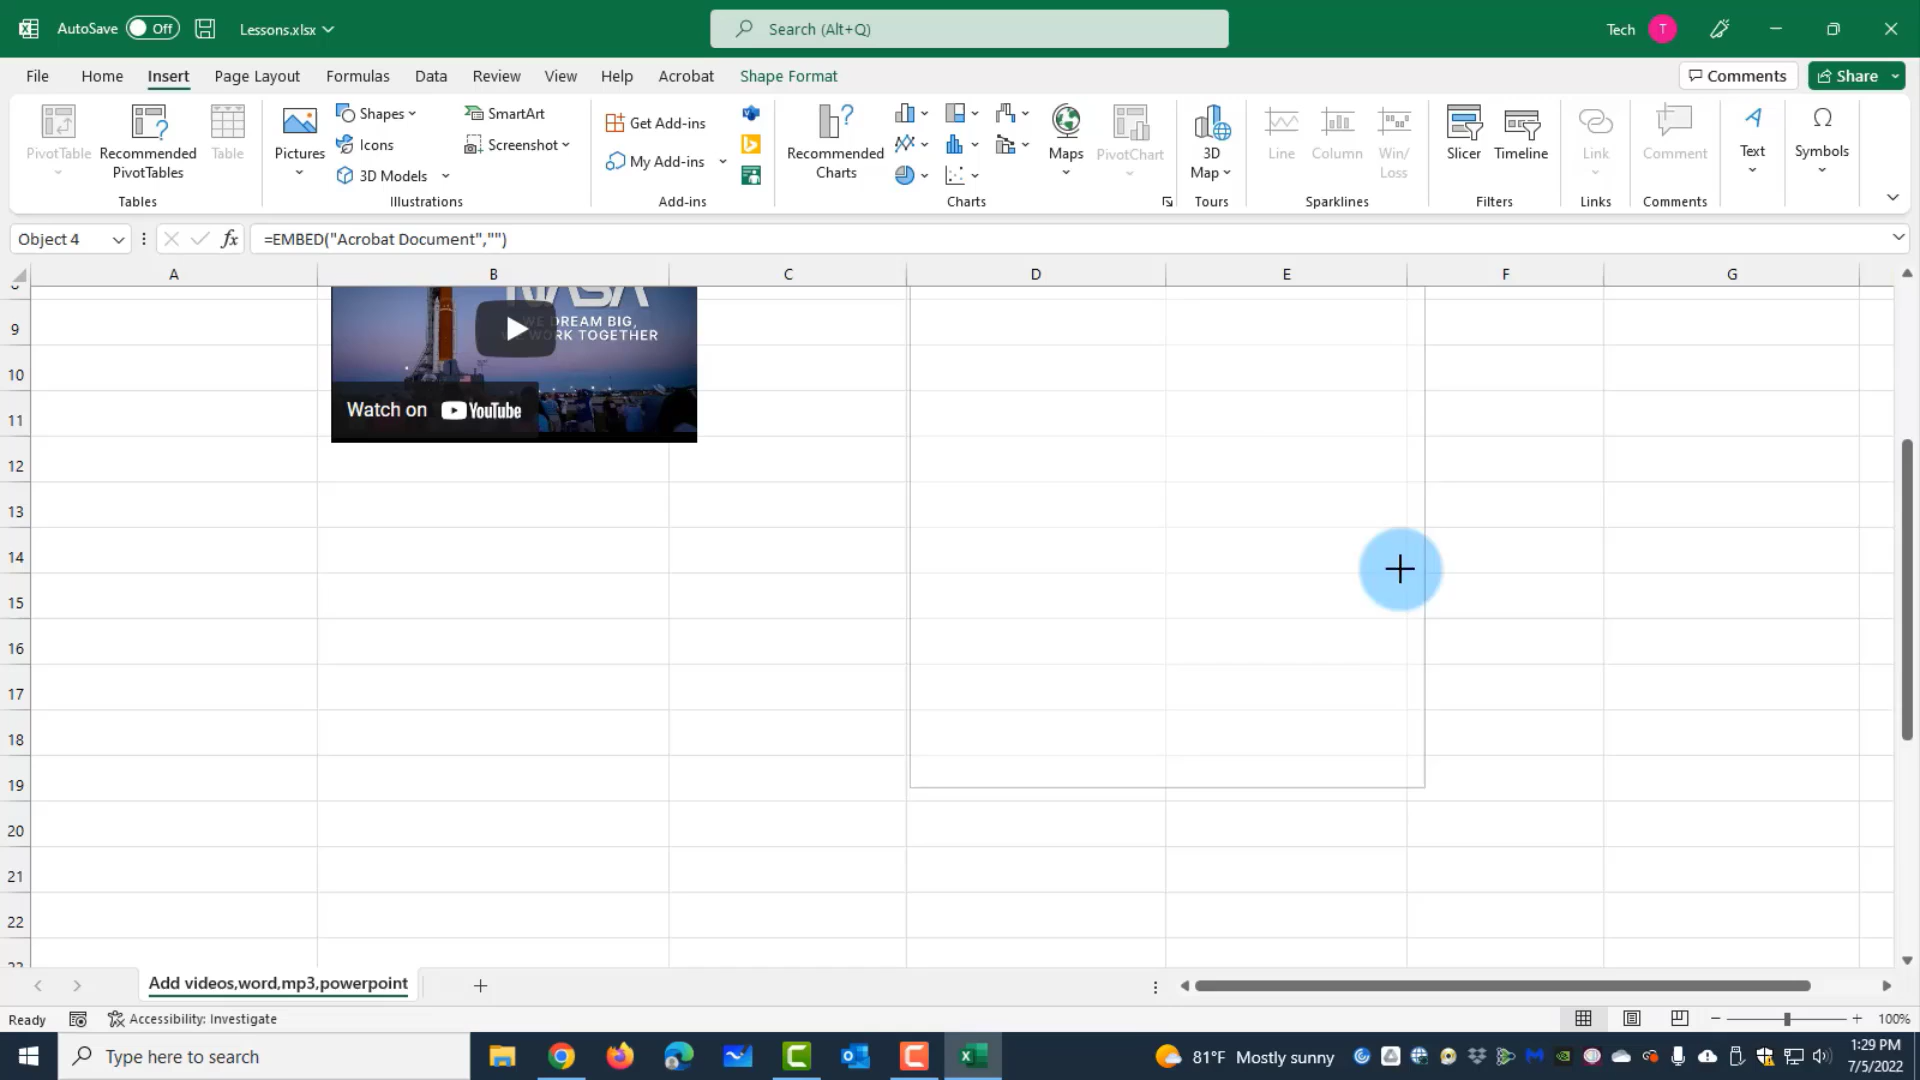 AutoSave Off Lessons.xlsx Search (Alt+Q) Tech T
File Home Insert Page Layout Formulas Data Review View Help Acrobat Shape Format Comments Share
PivotTable
Recommended
PivotTables
Table
Tables
Pictures
Shapes
Icons
3D Models
SmartArt
Screenshot
Illustrations
Get Add-ins
My Add-ins
Add-ins
Recommended
Charts
Maps
PivotChart
Charts
3D
Map
Tours
Line
Column
Win/
Loss
Sparklines
Slicer
Timeline
Filters
Link
Links
Comment
Comments
Text
Symbols
Object 4 fx =EMBED("Acrobat Document","")
A B C D E F G
NASA
WE DREAM BIG,
WORK TOGETHER
Watch on YouTube
9
10
11
12
13
14
15
16
17
18
19
20
21
22
Add videos,word,mp3,powerpoint
Ready Accessibility: Investigate 100%
Type here to search 81°F Mostly sunny 1:29 PM
7/5/2022